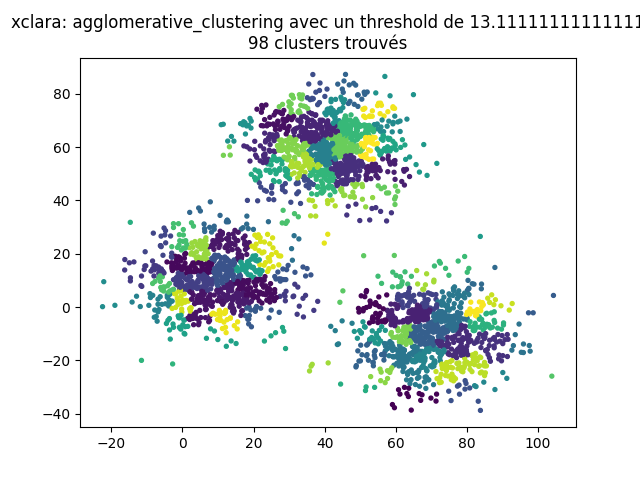 xclara: agglomerative_clustering avec un threshold de 13.11111111111111
98 clusters trouvés
80
60
40
20
0
−20
−40
−20 0 20 40 60 80 100